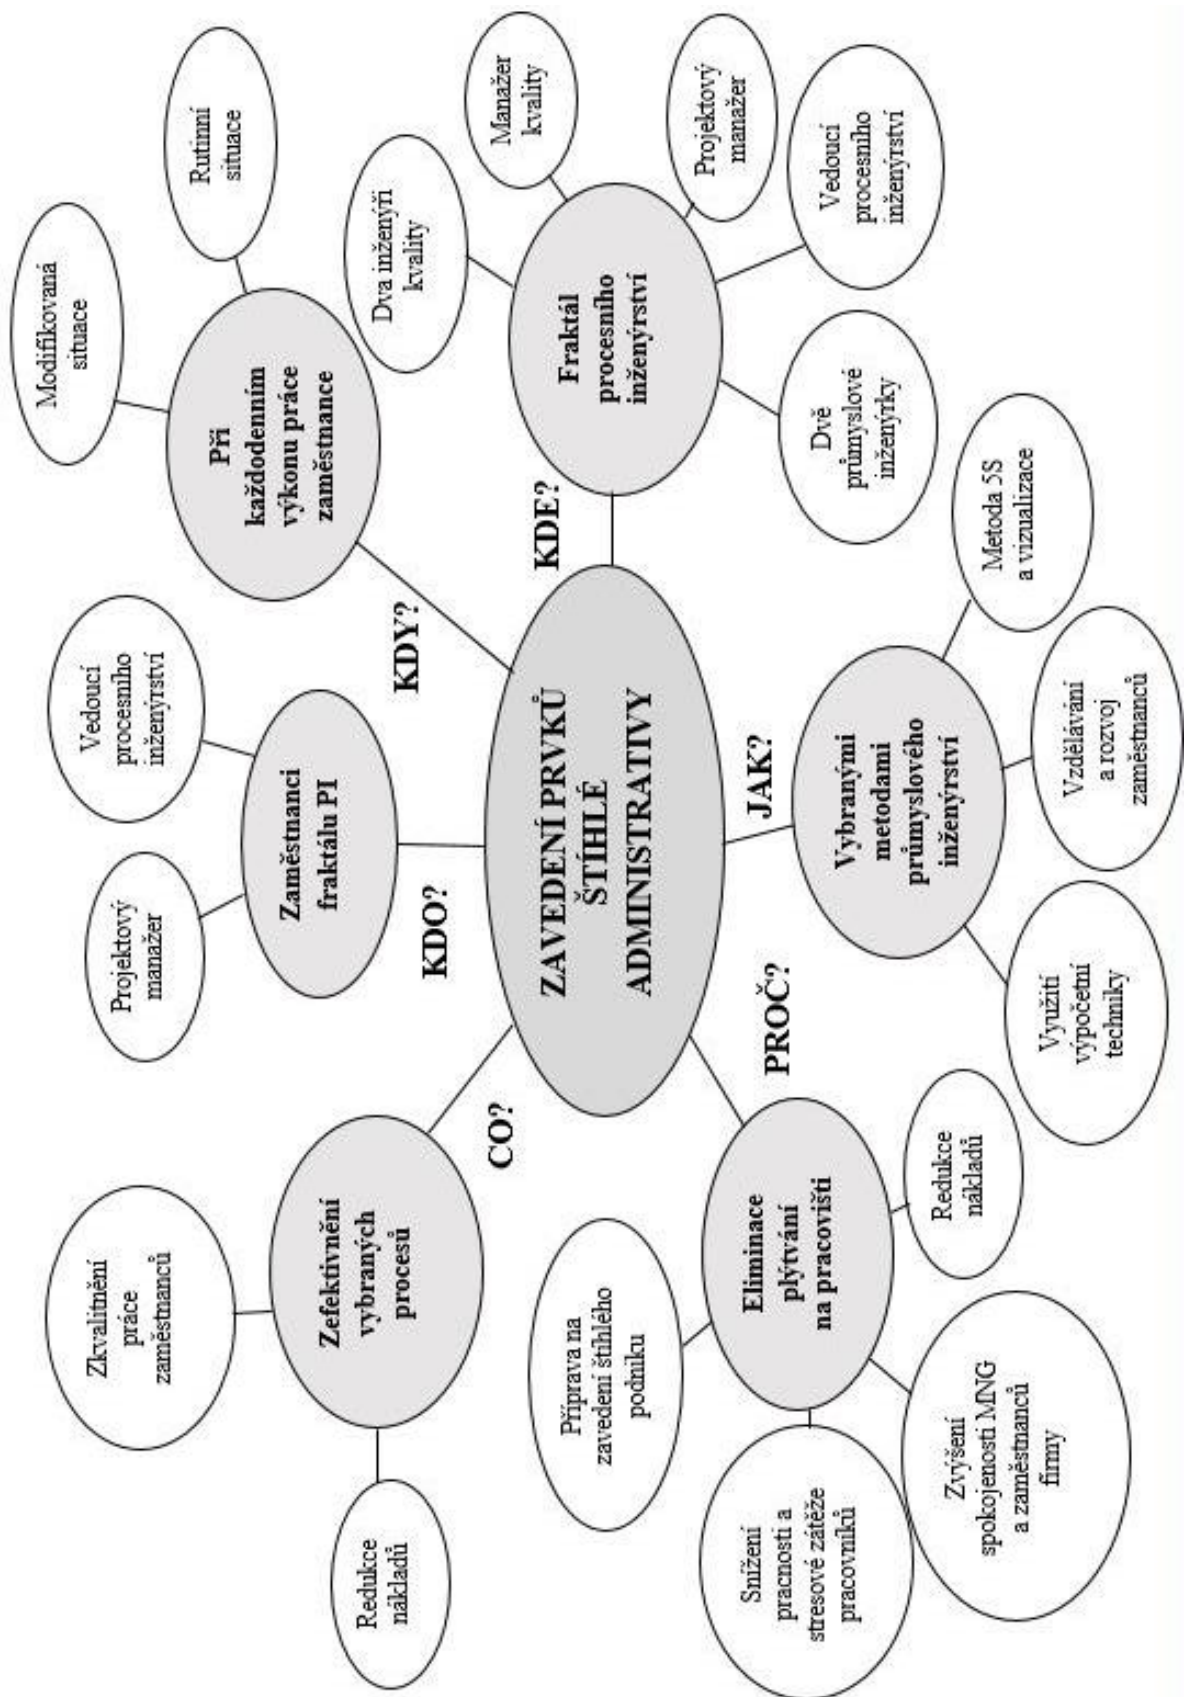 Zkvalitnění
práce
zaměstnanců
Redukce
nákladů
Zefektivnění
vybraných
procesů
CO?
Projektový
manažer
Vedoucí
procesního
inženýrství
Zaměstnanci
fraktálu PI
KDO?
Modifikovaná
situace
Rutinní
situace
Při
každodenním
výkonu práce
zaměstnance
KDY?
ZAVEDENÍ PRVKŮ
ŠTÍHLÉ
ADMINISTRATIVY
KDE?
Fraktál
procesního
inženýrství
Dva inženýři
kvality
Manažer
kvality
Projektový
manažer
Vedoucí
procesního
inženýrství
Dvě
průmyslové
inženýrky
PROČ?
Eliminace
plýtvání
na pracovišti
Příprava na
zavedení štíhlého
podniku
Snížení
pracnosti a
stresové zátěže
pracovníků
Zvýšení
spokojenosti MNG
a zaměstnanců
firmy
Redukce
nákladů
JAK?
Vybranými
metodami
průmyslového
inženýrství
Využití
výpočetní
techniky
Vzdělávání
a rozvoj
zaměstnanců
Metoda 5S
a vizualizace